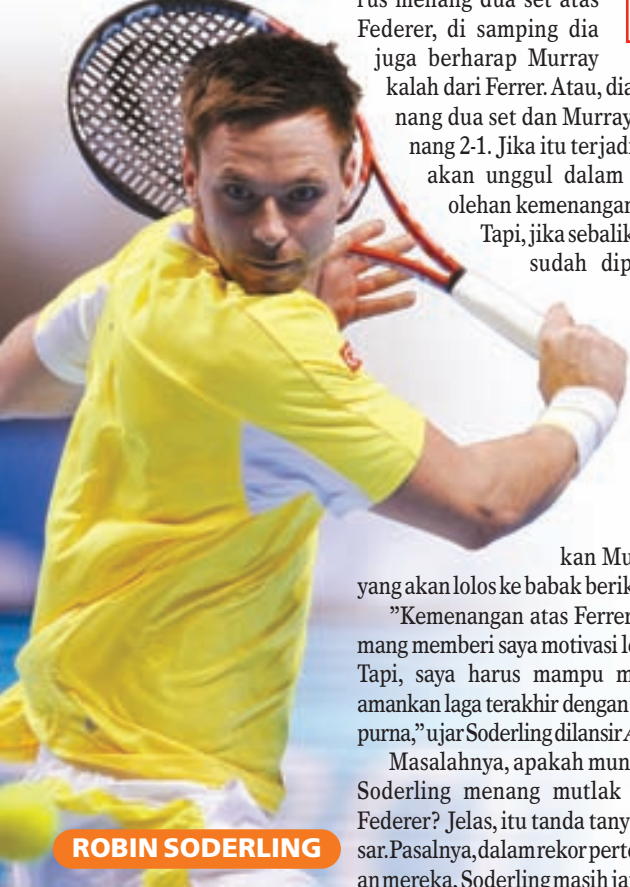 rus menang dua set atas
Federer, di samping dia
juga berharap Murray
kalah dari Ferrer. Atau, dia
nang dua set dan Murray
nang 2-1. Jika itu terjadi
akan unggul dalam
olehan kemenangan
Tapi, jika sebalik
sudah dip
kan Mu
yang akan lolos ke babak berik
”Kemenangan atas Ferrer
mang memberi saya motivasi le
Tapi, saya harus mampu m
amankan laga terakhir dengan
purna,” ujar Soderling dilansir A
Masalahnya, apakah mun
Soderling menang mutlak
Federer? Jelas, itu tanda tany
sar. Pasalnya, dalam rekor perte
an mereka, Soderling masih jau
ROBIN SODERLING